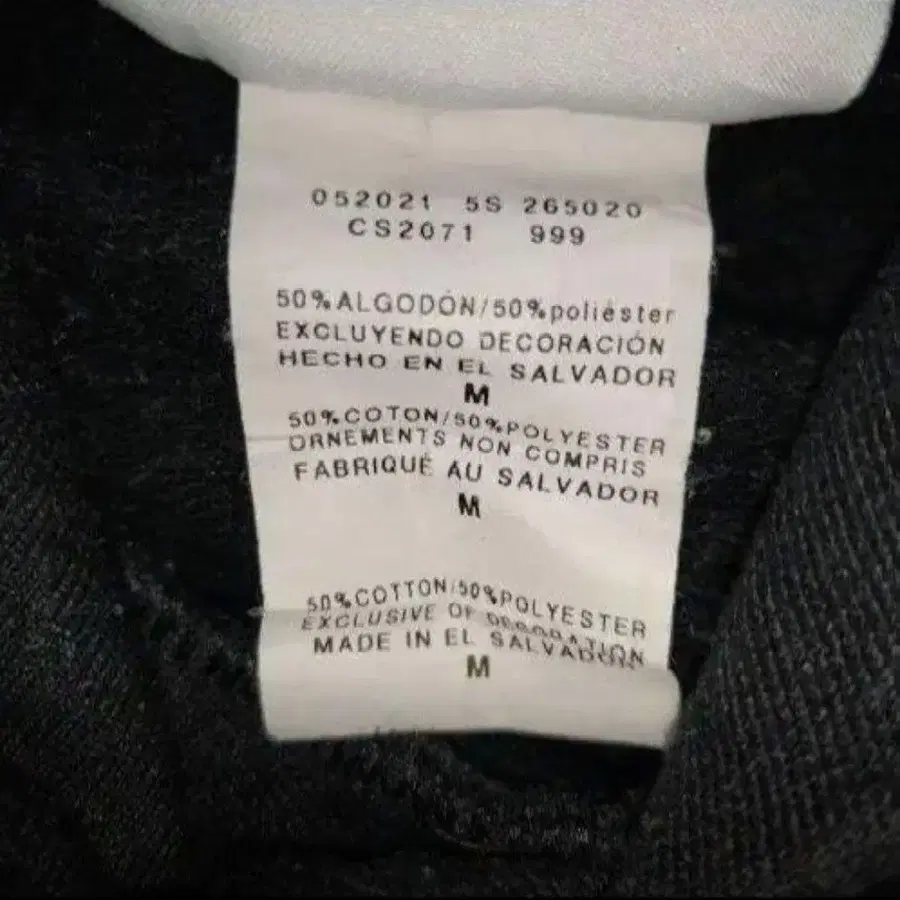 052021 5S 265020
CS2071 999
50%ALGODÓN/50%poliéster
EXCLUYENDO DECORACIÓN
HECHO EN EL SALVADOR
M
50%COTON/50%POLYESTER
ORNEMENTS NON COMPRIS
FABRIQUÉ AU SALVADOR
M
50%COTTON/50%POLYESTER
EXCLUSIVE OF DECORATION
MADE IN EL SALVADOR
M